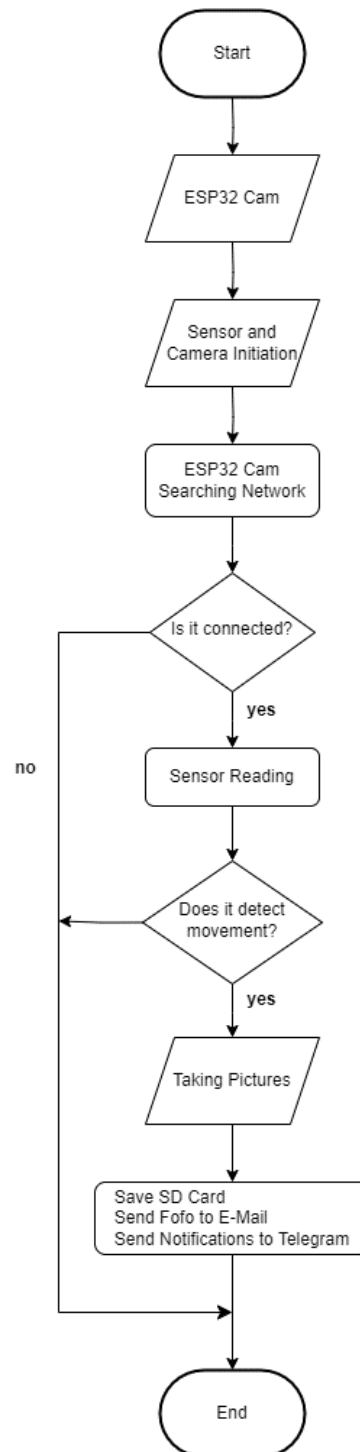 Start
ESP32 Cam
Sensor and
Camera Initiation
ESP32 Cam
Searching Network
Is it connected?
yes
no
Sensor Reading
Does it detect
movement?
yes
Taking Pictures
Save SD Card
Send Fofo to E-Mail
Send Notifications to Telegram
End